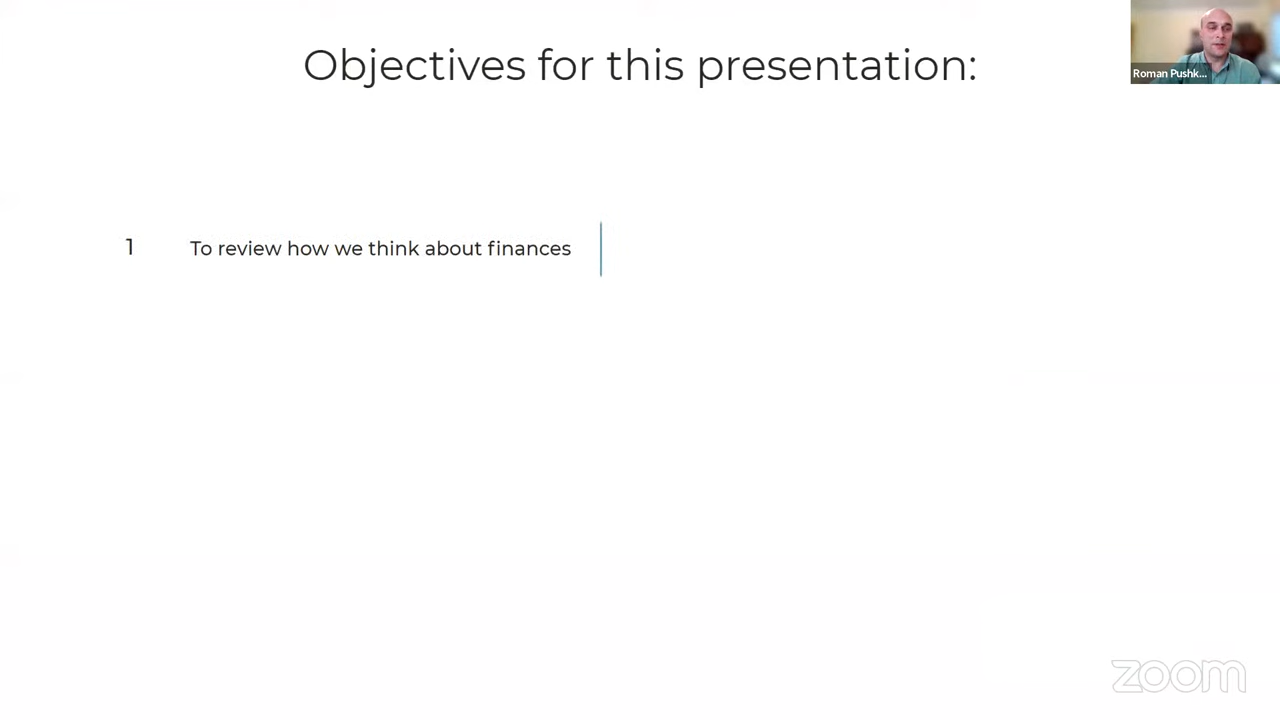 Objectives for this presentation:
Roman Pushk...
1 To review how we think about finances
zoom